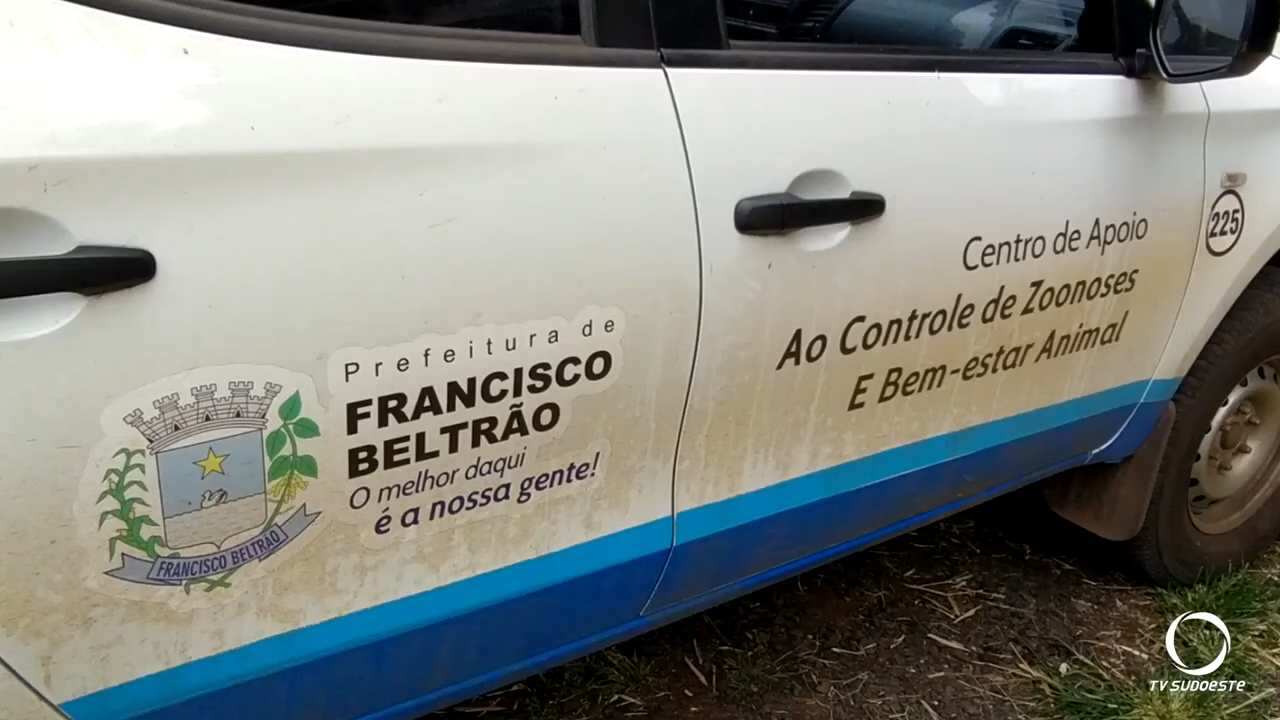 Prefeitura de
FRANCISCO
BELTRÃO
O melhor daqui
é a nossa gente!
FRANCISCO BELTRÃO
Centro de Apoio
Ao Controle de Zoonoses
E Bem-estar Animal
225
TV SUDOESTE